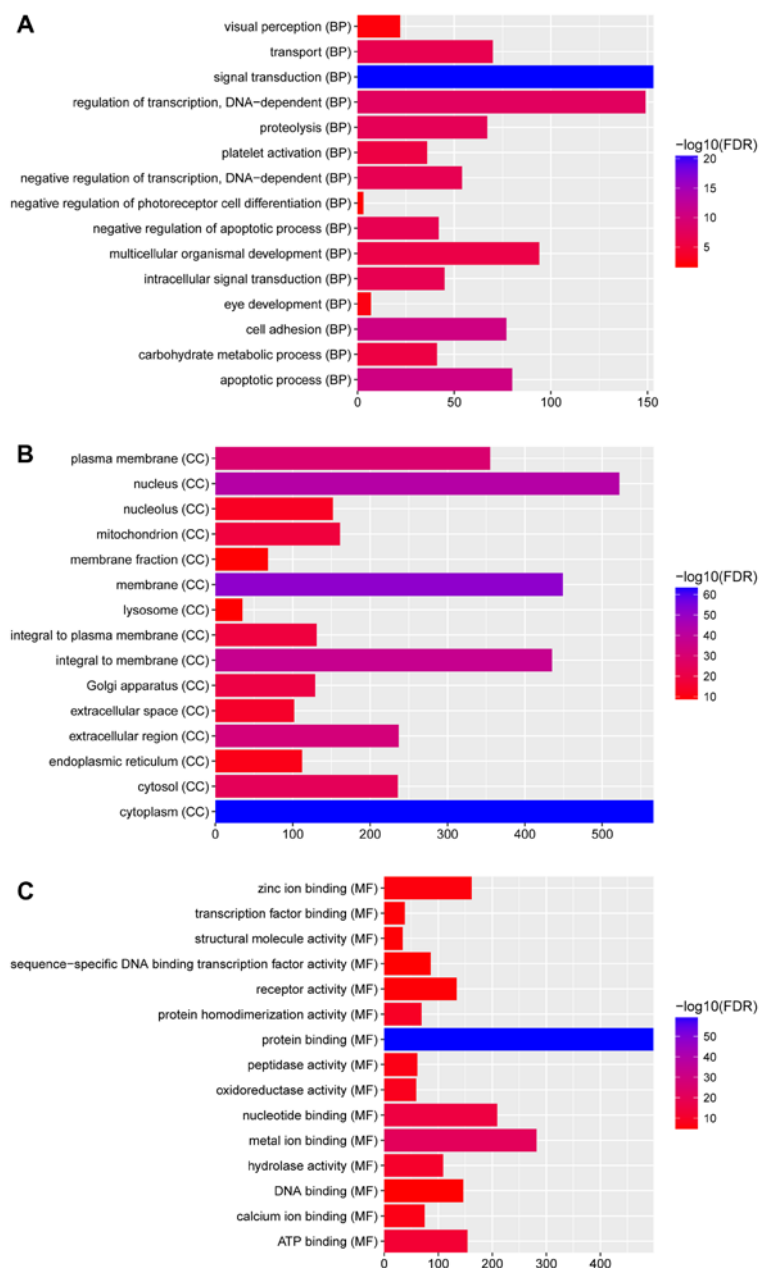 A
visual perception (BP)
transport (BP)
signal transduction (BP)
regulation of transcription, DNA−dependent (BP)
proteolysis (BP)
platelet activation (BP)
negative regulation of transcription, DNA−dependent (BP)
negative regulation of photoreceptor cell differentiation (BP)
negative regulation of apoptotic process (BP)
multicellular organismal development (BP)
intracellular signal transduction (BP)
eye development (BP)
cell adhesion (BP)
carbohydrate metabolic process (BP)
apoptotic process (BP)
0 50 100 150
−log10(FDR)
20
15
10
5
B
plasma membrane (CC)
nucleus (CC)
nucleolus (CC)
mitochondrion (CC)
membrane fraction (CC)
membrane (CC)
lysosome (CC)
integral to plasma membrane (CC)
integral to membrane (CC)
Golgi apparatus (CC)
extracellular space (CC)
extracellular region (CC)
endoplasmic reticulum (CC)
cytosol (CC)
cytoplasm (CC)
0 100 200 300 400 500
−log10(FDR)
60
50
40
30
20
10
C
zinc ion binding (MF)
transcription factor binding (MF)
structural molecule activity (MF)
sequence−specific DNA binding transcription factor activity (MF)
receptor activity (MF)
protein homodimerization activity (MF)
protein binding (MF)
peptidase activity (MF)
oxidoreductase activity (MF)
nucleotide binding (MF)
metal ion binding (MF)
hydrolase activity (MF)
DNA binding (MF)
calcium ion binding (MF)
ATP binding (MF)
0 100 200 300 400
−log10(FDR)
50
40
30
20
10